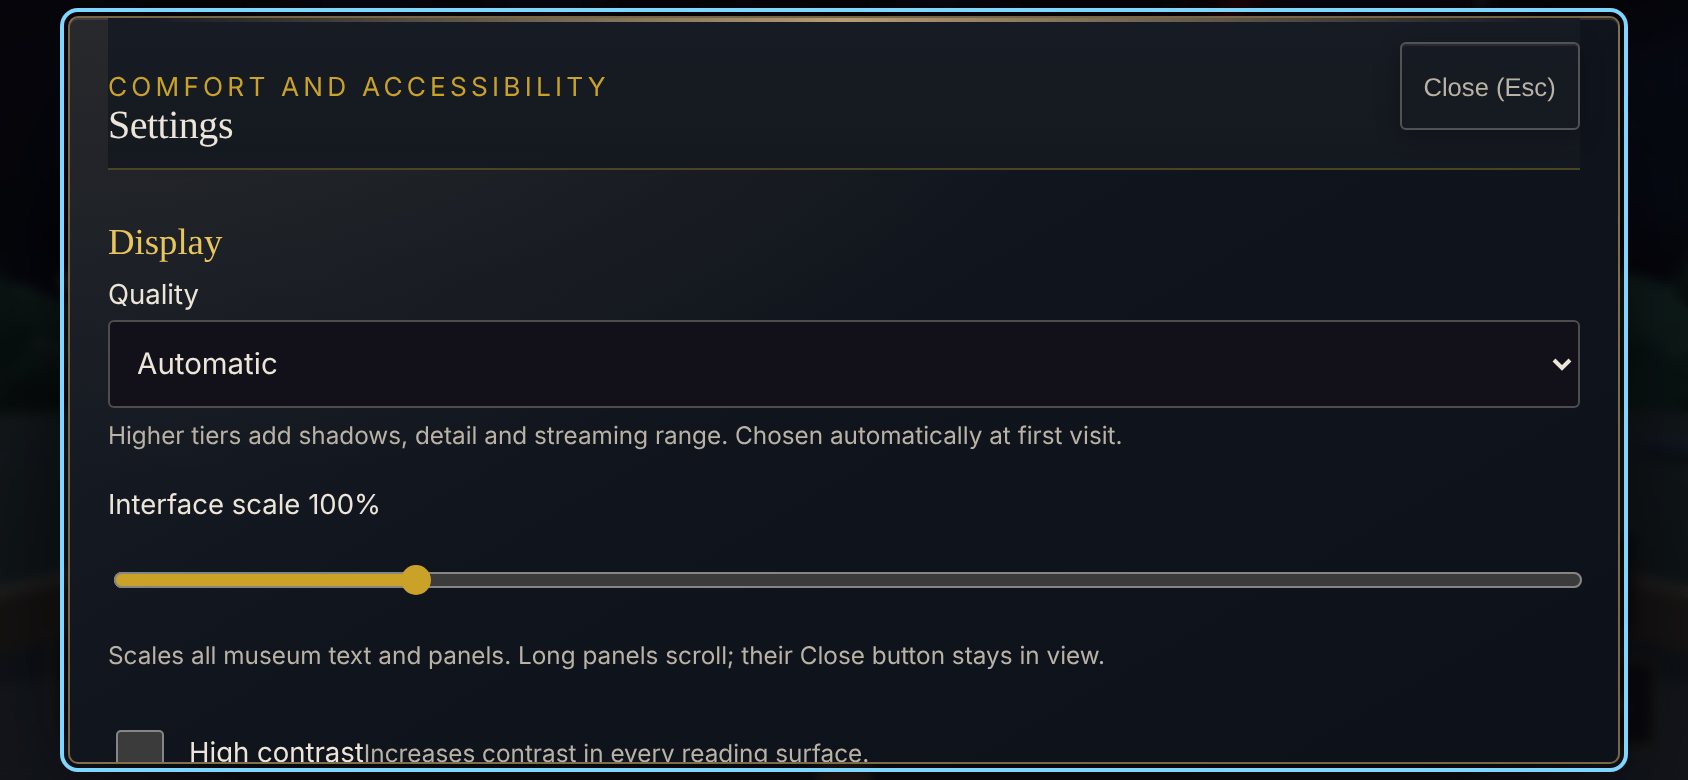 COMFORT AND ACCESSIBILITY
Settings
Close (Esc)
Display
Quality
Automatic
Higher tiers add shadows, detail and streaming range. Chosen automatically at first visit.
Interface scale 100%
Scales all museum text and panels. Long panels scroll; their Close button stays in view.
High contrastIncreases contrast in every reading surface.